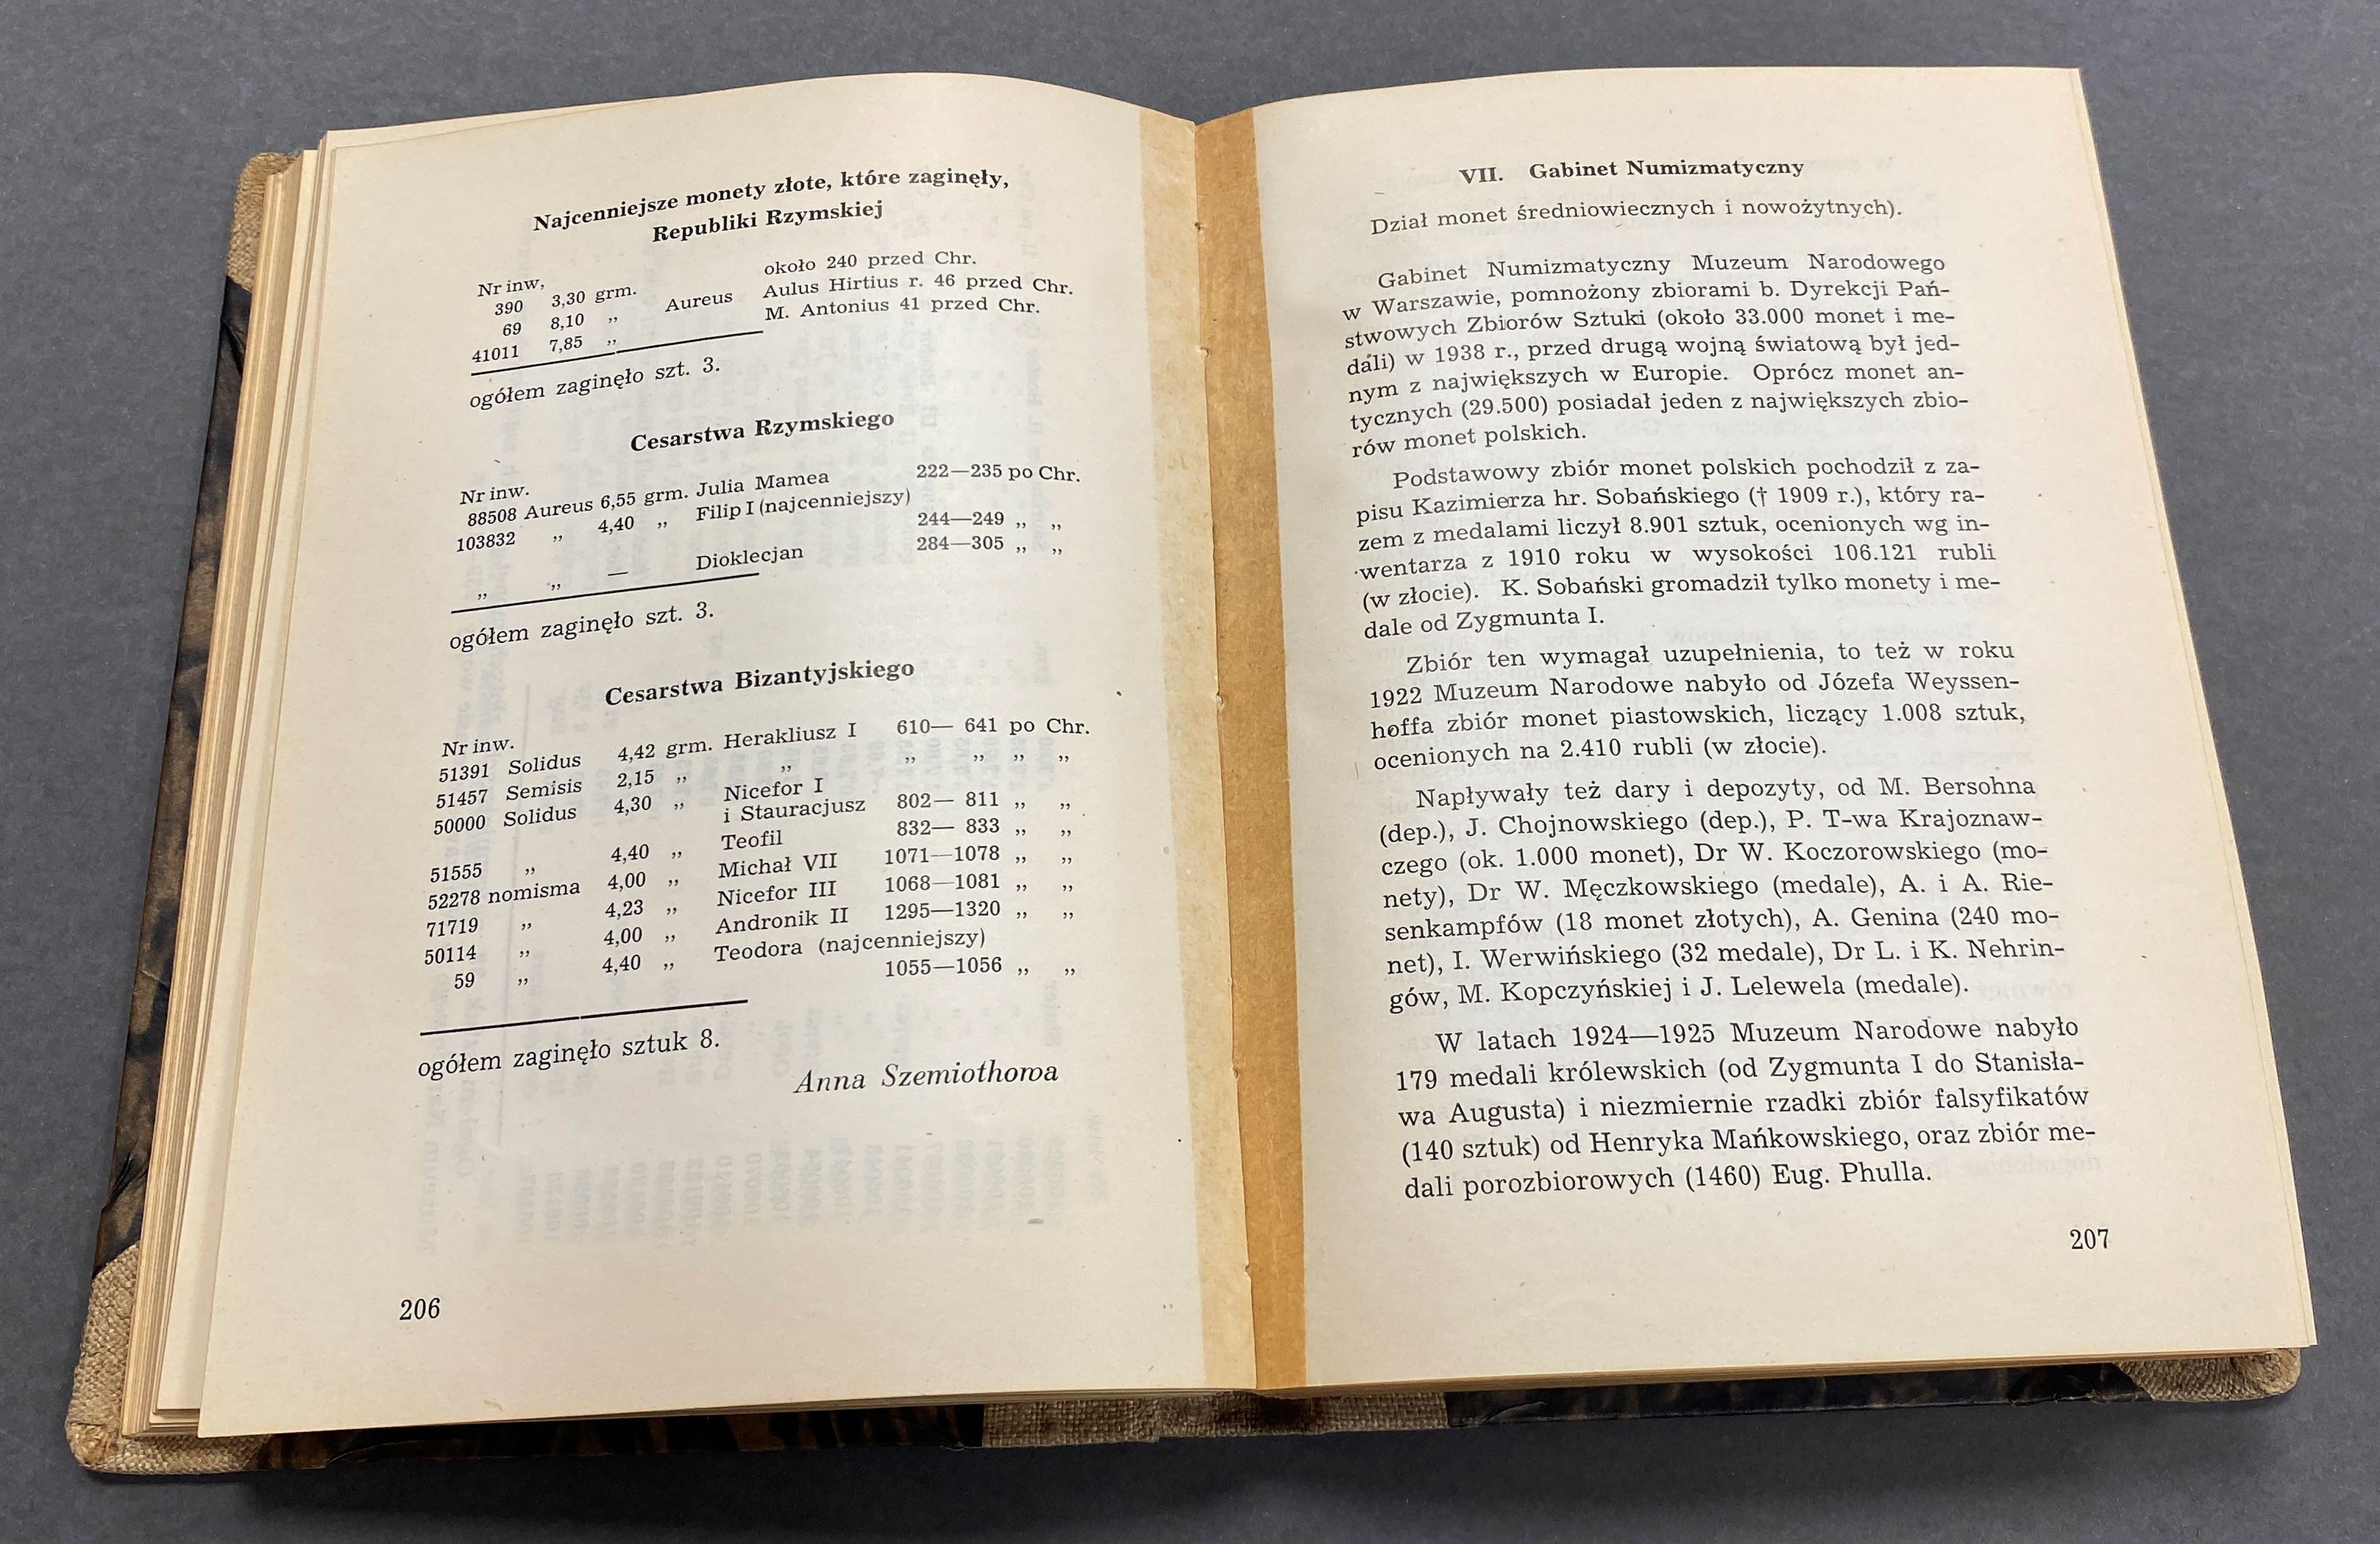 Najcenniejsze monety złote, które zaginęły,
Republiki Rzymskiej
Nr inw, około 240 przed Chr.
390 3,30 grm. Aureus Aulus Hirtius r. 46 przed Chr.
69 8,10 „ M. Antonius 41 przed Chr.
41011 7,85 „
ogółem zaginęło szt. 3.
Cesarstwa Rzymskiego
Nr inw.
88508 Aureus 6,55 grm. Julia Mamea 222—235 po Chr.
103832 „ 4,40 „ Filip I (najcenniejszy)
244—249 „ „
„ „ — Dioklecjan 284—305 „ „
ogółem zaginęło szt. 3.
Cesarstwa Bizantyjskiego
Nr inw.
51391 Solidus 4,42 grm. Herakliusz I 610— 641 po Chr.
51457 Semisis 2,15 „ „ „ „ „ „
50000 Solidus 4,30 „ Nicefor I
i Stauracjusz 802— 811 „ „
51555 „ 4,40 „ Teofil 832— 833 „ „
52278 nomisma 4,00 „ Michał VII 1071—1078 „ „
71719 „ 4,23 „ Nicefor III 1068—1081 „ „
50114 „ 4,00 „ Andronik II 1295—1320 „ „
59 „ 4,40 „ Teodora (najcenniejszy)
1055—1056 „ „
ogółem zaginęło sztuk 8.
Anna Szemiothowa
206
VII. Gabinet Numizmatyczny
Dział monet średniowiecznych i nowożytnych).
Gabinet Numizmatyczny Muzeum Narodowego
w Warszawie, pomnożony zbiorami b. Dyrekcji Pań-
stwowych Zbiorów Sztuki (około 33.000 monet i me-
dali) w 1938 r., przed drugą wojną światową był jed-
nym z największych w Europie. Oprócz monet an-
tycznych (29.500) posiadał jeden z największych zbio-
rów monet polskich.
Podstawowy zbiór monet polskich pochodził z za-
pisu Kazimierza hr. Sobańskiego († 1909 r.), który ra-
zem z medalami liczył 8.901 sztuk, ocenionych wg in-
wentarza z 1910 roku w wysokości 106.121 rubli
(w złocie). K. Sobański gromadził tylko monety i me-
dale od Zygmunta I.
Zbiór ten wymagał uzupełnienia, to też w roku
1922 Muzeum Narodowe nabyło od Józefa Weyssen-
hoffa zbiór monet piastowskich, liczący 1.008 sztuk,
ocenionych na 2.410 rubli (w złocie).
Napływały też dary i depozyty, od M. Bersohna
(dep.), J. Chojnowskiego (dep.), P. T-wa Krajoznaw-
czego (ok. 1.000 monet), Dr W. Koczorowskiego (mo-
nety), Dr W. Męczkowskiego (medale), A. i A. Rie-
senkampfów (18 monet złotych), A. Genina (240 mo-
net), I. Werwińskiego (32 medale), Dr L. i K. Nehrin-
gów, M. Kopczyńskiej i J. Lelewela (medale).
W latach 1924—1925 Muzeum Narodowe nabyło
179 medali królewskich (od Zygmunta I do Stanisła-
wa Augusta) i niezmiernie rzadki zbiór falsyfikatów
(140 sztuk) od Henryka Mańkowskiego, oraz zbiór me-
dali porozbiorowych (1460) Eug. Phulla.
207